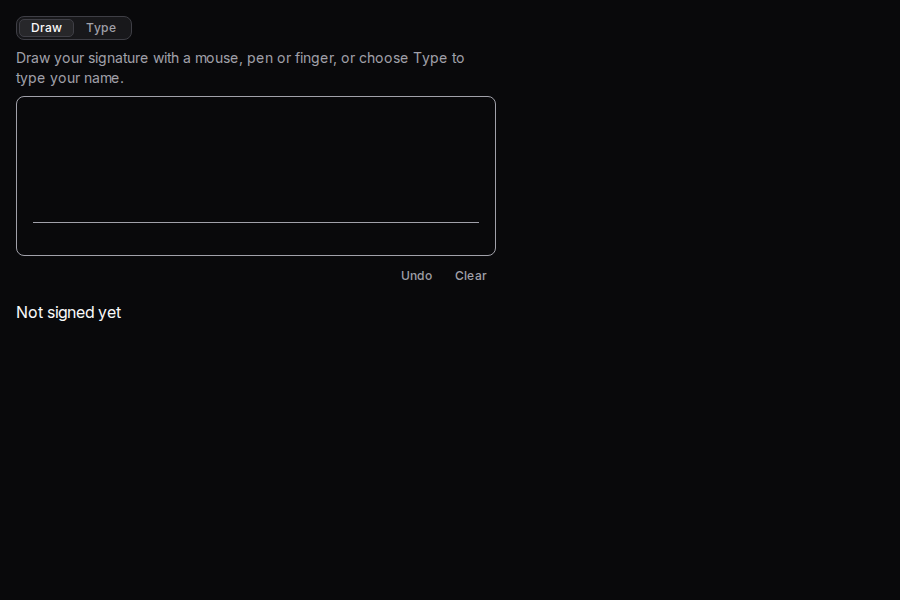 Draw Type
Draw your signature with a mouse, pen or finger, or choose Type to
type your name.
Undo Clear
Not signed yet